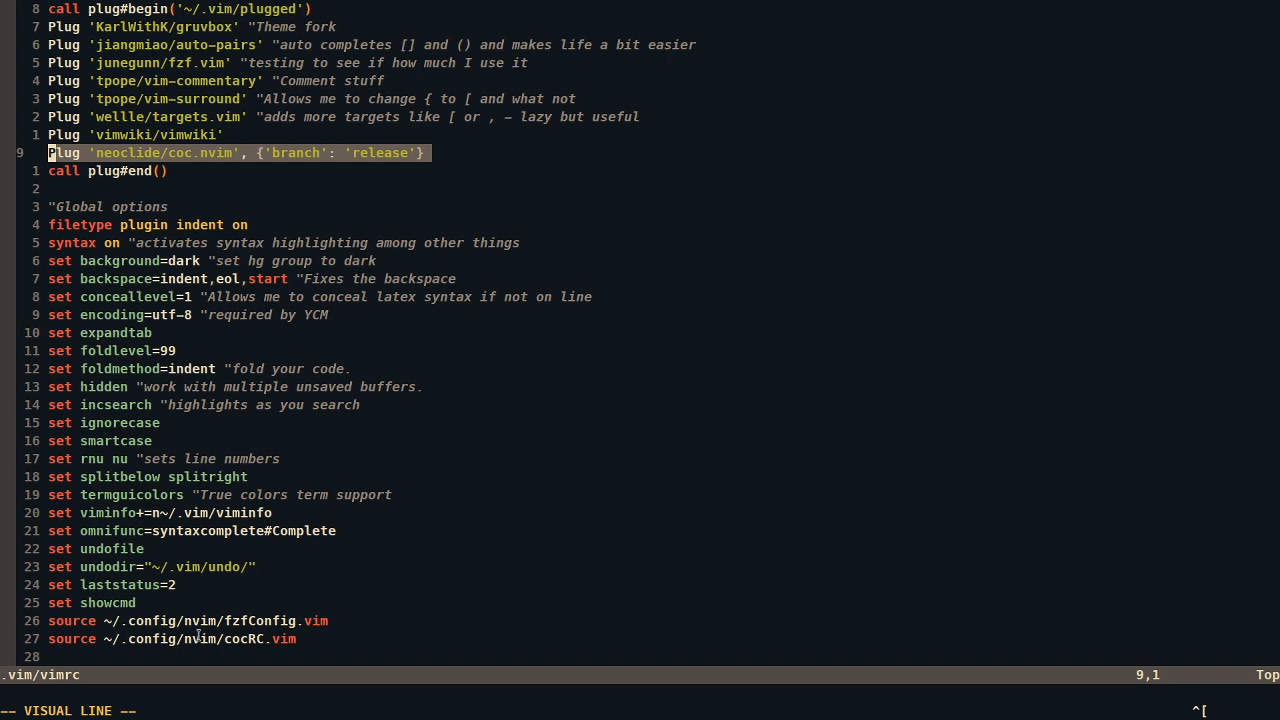 8 call plug#begin('~/.vim/plugged')
7 Plug 'KarlWithK/gruvbox' "Theme fork
6 Plug 'jiangmiao/auto-pairs' "auto completes [] and () and makes life a bit easier
5 Plug 'junegunn/fzf.vim' "testing to see if how much I use it
4 Plug 'tpope/vim-commentary' "Comment stuff
3 Plug 'tpope/vim-surround' "Allows me to change { to [ and what not
2 Plug 'wellle/targets.vim' "adds more targets like [ or , – lazy but useful
1 Plug 'vimwiki/vimwiki'
9 Plug 'neoclide/coc.nvim', {'branch': 'release'}
1 call plug#end()
2
3 "Global options
4 filetype plugin indent on
5 syntax on "activates syntax highlighting among other things
6 set background=dark "set hg group to dark
7 set backspace=indent,eol,start "Fixes the backspace
8 set conceallevel=1 "Allows me to conceal latex syntax if not on line
9 set encoding=utf-8 "required by YCM
10 set expandtab
11 set foldlevel=99
12 set foldmethod=indent "fold your code.
13 set hidden "work with multiple unsaved buffers.
14 set incsearch "highlights as you search
15 set ignorecase
16 set smartcase
17 set rnu nu "sets line numbers
18 set splitbelow splitright
19 set termguicolors "True colors term support
20 set viminfo+=n~/.vim/viminfo
21 set omnifunc=syntaxcomplete#Complete
22 set undofile
23 set undodir="~/.vim/undo/"
24 set laststatus=2
25 set showcmd
26 source ~/.config/nvim/fzfConfig.vim
27 source ~/.config/nvim/cocRC.vim
28
.vim/vimrc 9,1 Top
-- VISUAL LINE -- ^[